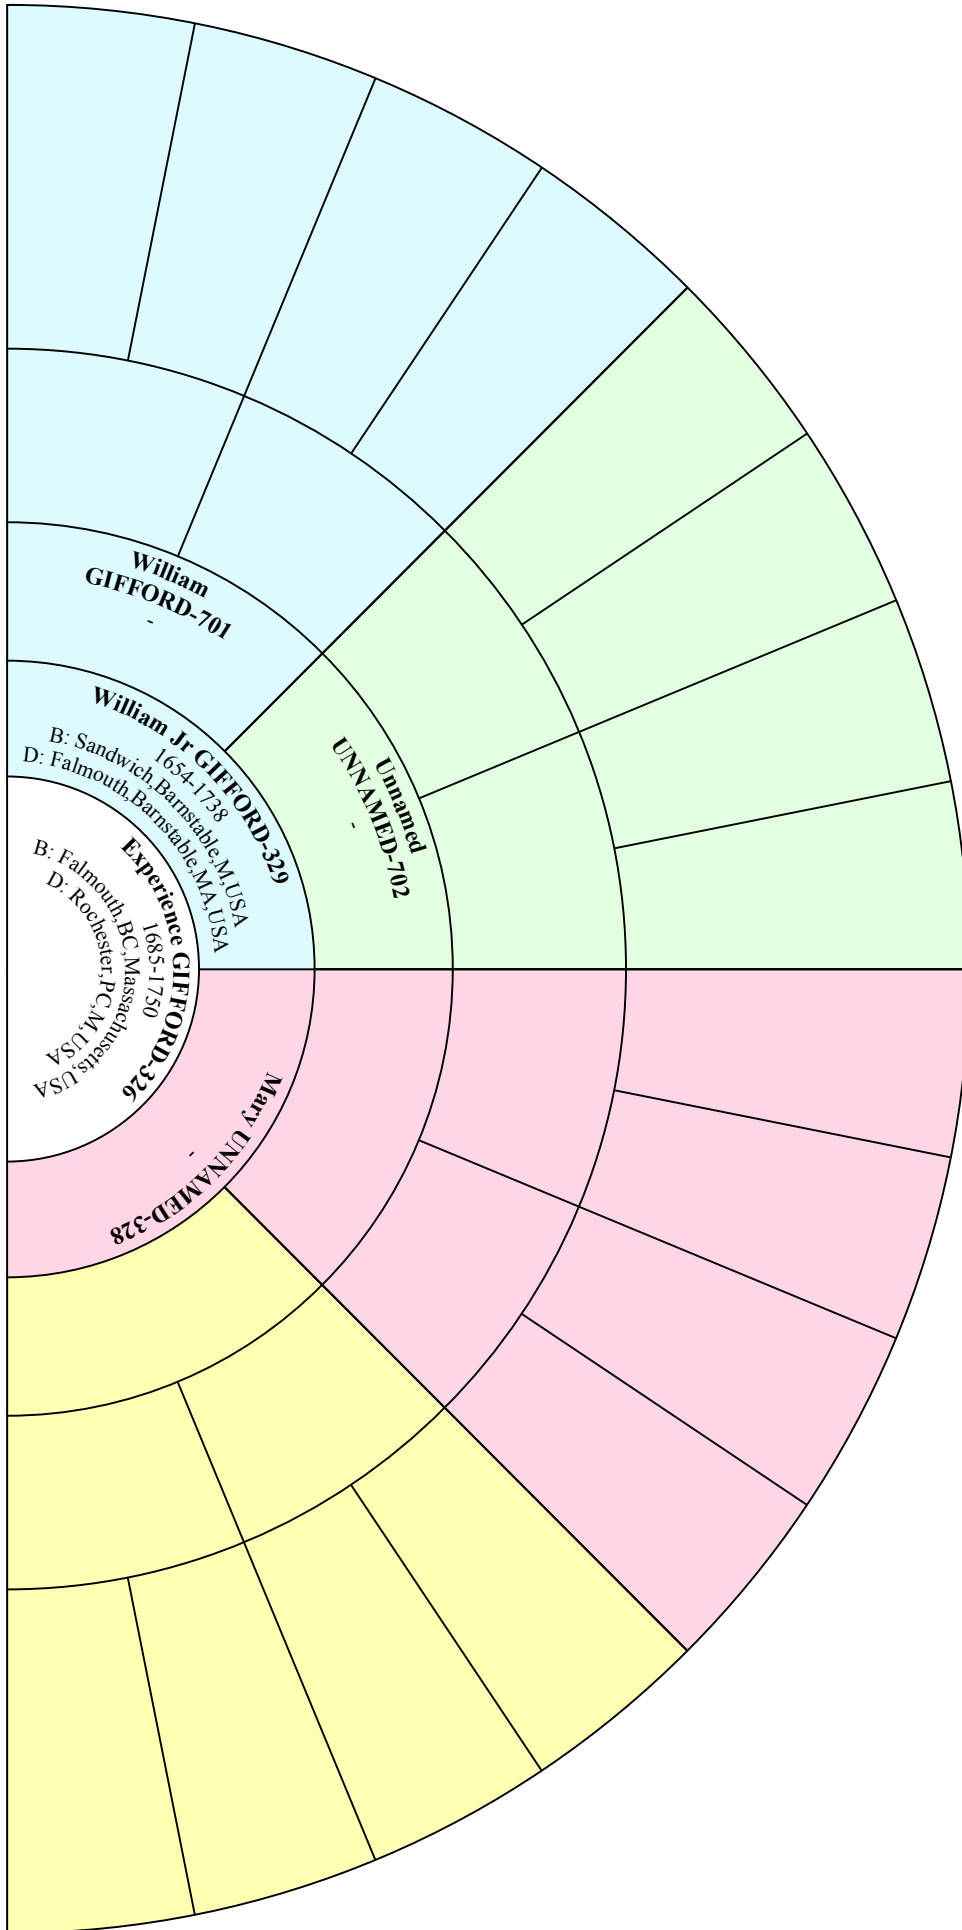 William
GIFFORD-701
-
William Jr GIFFORD-329
1654-1738
B: Sandwich,Barnstable,M,USA
D: Falmouth,Barnstable,MA,USA
Unnamed
UNNAMED-702
-
Experience GIFFORD-326
1685-1750
B: Falmouth,BC,Massachusetts,USA
D: Rochester,PC,M,USA
Mary UNNAMED-328
-